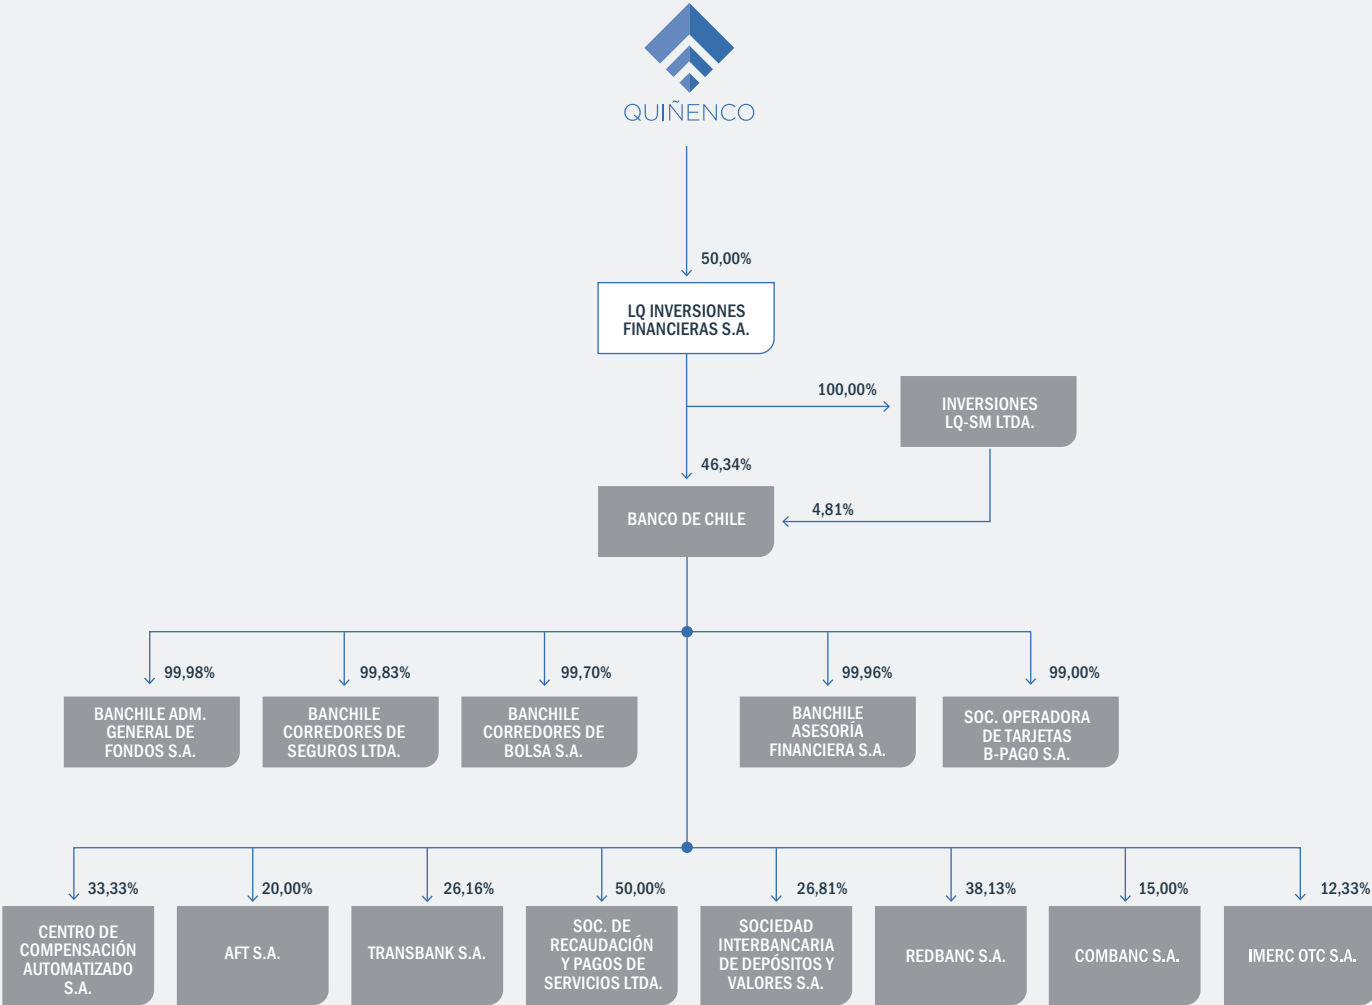 QUIÑENCO
50,00%
LQ INVERSIONES
FINANCIERAS S.A.
100,00%
INVERSIONES
LQ-SM LTDA.
46,34%
BANCO DE CHILE
4,81%
99,98%
BANCHILE ADM.
GENERAL DE
FONDOS S.A.
99,83%
BANCHILE
CORREDORES DE
SEGUROS LTDA.
99,70%
BANCHILE
CORREDORES DE
BOLSA S.A.
99,96%
BANCHILE
ASESORÍA
FINANCIERA S.A.
99,00%
SOC. OPERADORA
DE TARJETAS
B-PAGO S.A.
33,33%
CENTRO DE
COMPENSACIÓN
AUTOMATIZADO
S.A.
20,00%
AFT S.A.
26,16%
TRANSBANK S.A.
50,00%
SOC. DE
RECAUDACIÓN
Y PAGOS DE
SERVICIOS LTDA.
26,81%
SOCIEDAD
INTERBANCARIA
DE DEPÓSITOS Y
VALORES S.A.
38,13%
REDBANC S.A.
15,00%
COMBANC S.A.
12,33%
IMERC OTC S.A.